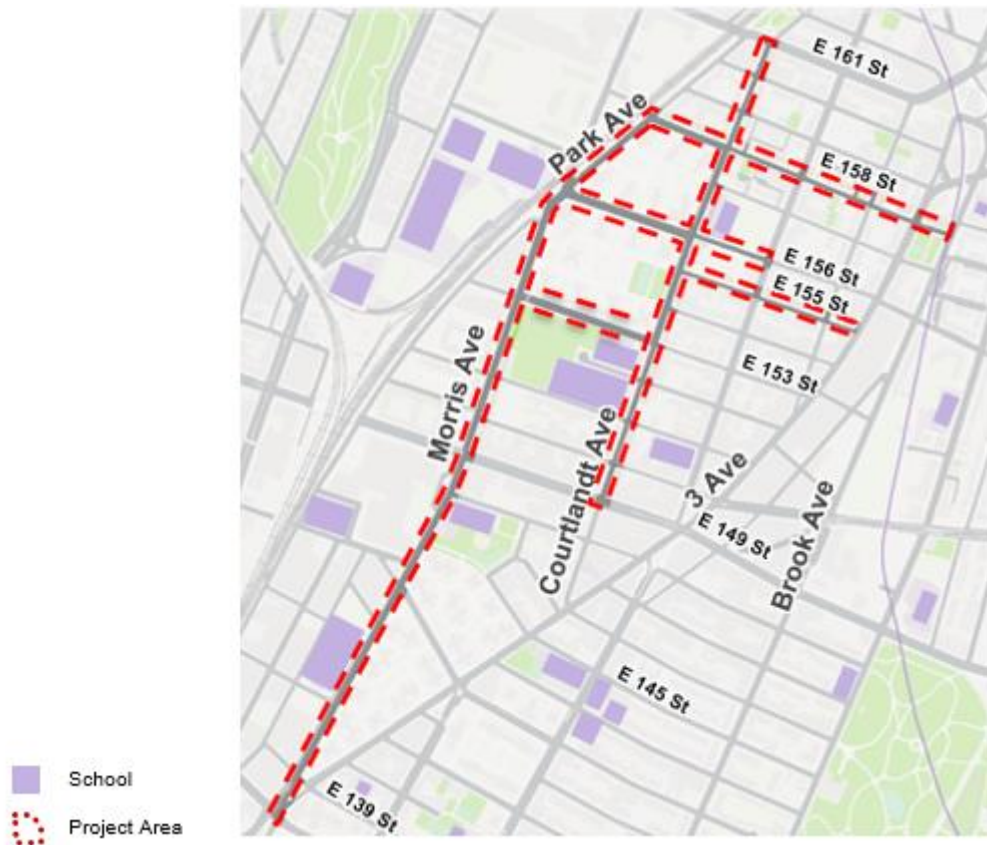 E 161 St
Park Ave
E 158 St
E 156 St
E 155 St
E 153 St
Morris Ave
Courtlandt Ave
3 Ave
E 149 St
Brook Ave
E 145 St
E 139 St
School
Project Area